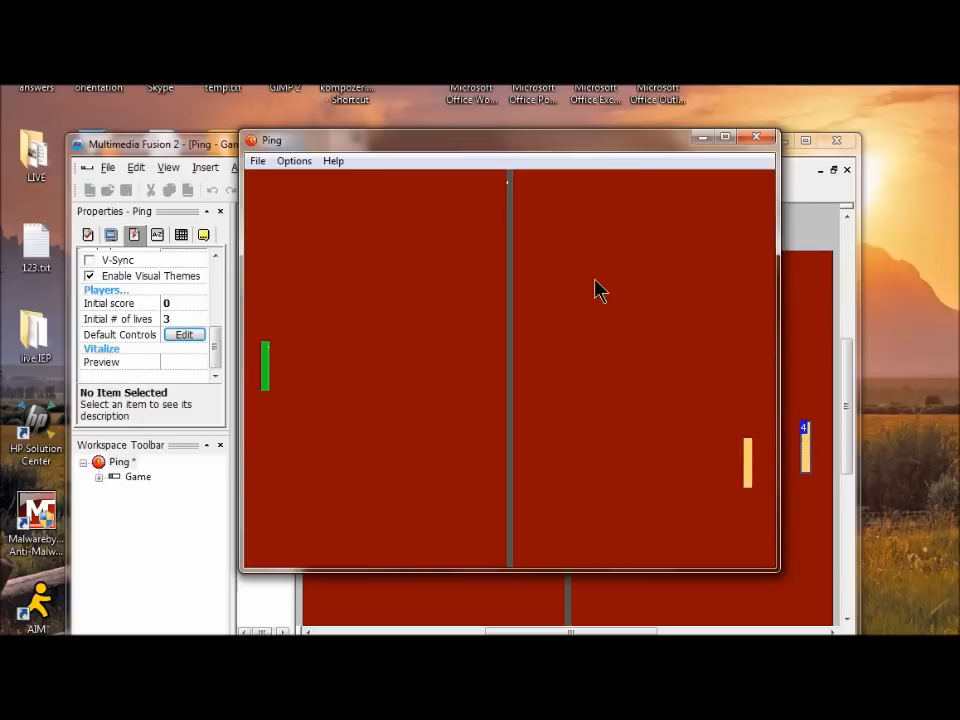 answers
orientation
Skype
temp.txt
GIMP 2
kompozer....
- Shortcut
Microsoft
Office Wo...
Microsoft
Office Po...
Microsoft
Office Exc...
Microsoft
Office Outl...
LIVE
123.txt
live IEP
HP Solution
Center
Malwareby...
Anti-Malw...
AIM
Multimedia Fusion 2 - [Ping - Gam
File Edit View Insert A
Properties - Ping
V-Sync
Enable Visual Themes
Players...
Initial score 0
Initial # of lives 3
Default Controls Edit
Vitalize
Preview
No Item Selected
Select an item to see its
description
Workspace Toolbar
Ping *
Game
Ping
File Options Help
4